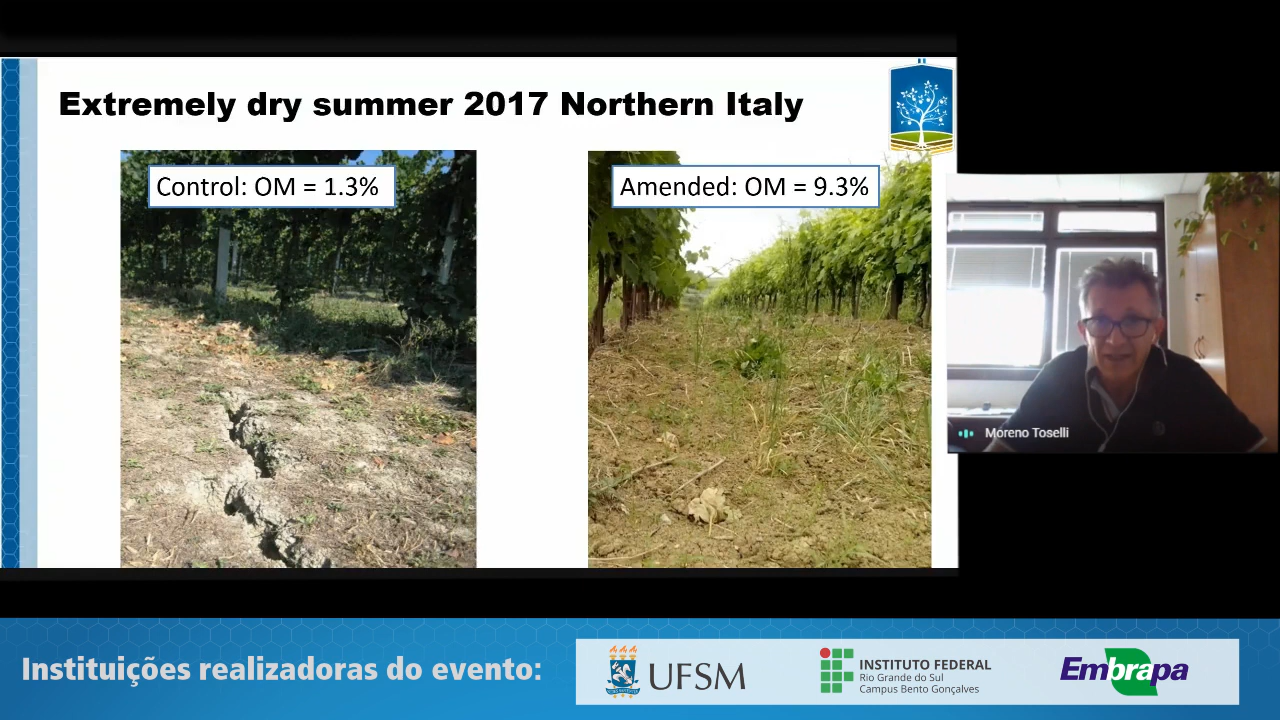 Extremely dry summer 2017 Northern Italy
Control: OM = 1.3%
Amended: OM = 9.3%
Moreno Toselli
Instituições realizadoras do evento:
UFSM
INSTITUTO FEDERAL
Rio Grande do Sul
Campus Bento Gonçalves
Embrapa